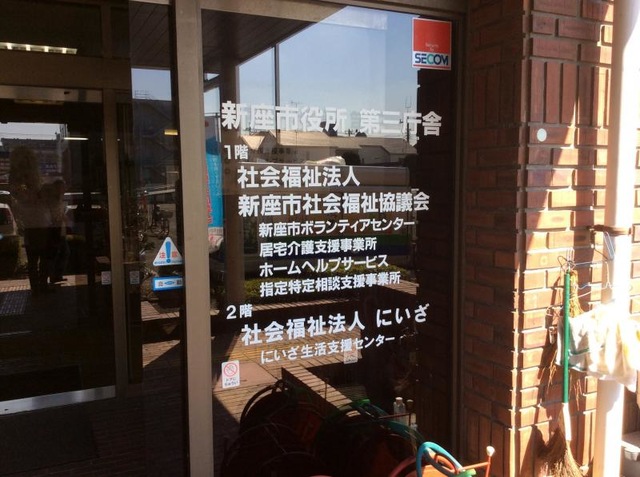 SECOM
新座市役所 第三庁舎
1階
社会福祉法人
新座市社会福祉協議会
新座市ボランティアセンター
居宅介護支援事業所
ホームヘルプサービス
指定特定相談支援事業所
2階
社会福祉法人 にいざ
にいざ生活支援センター
注意